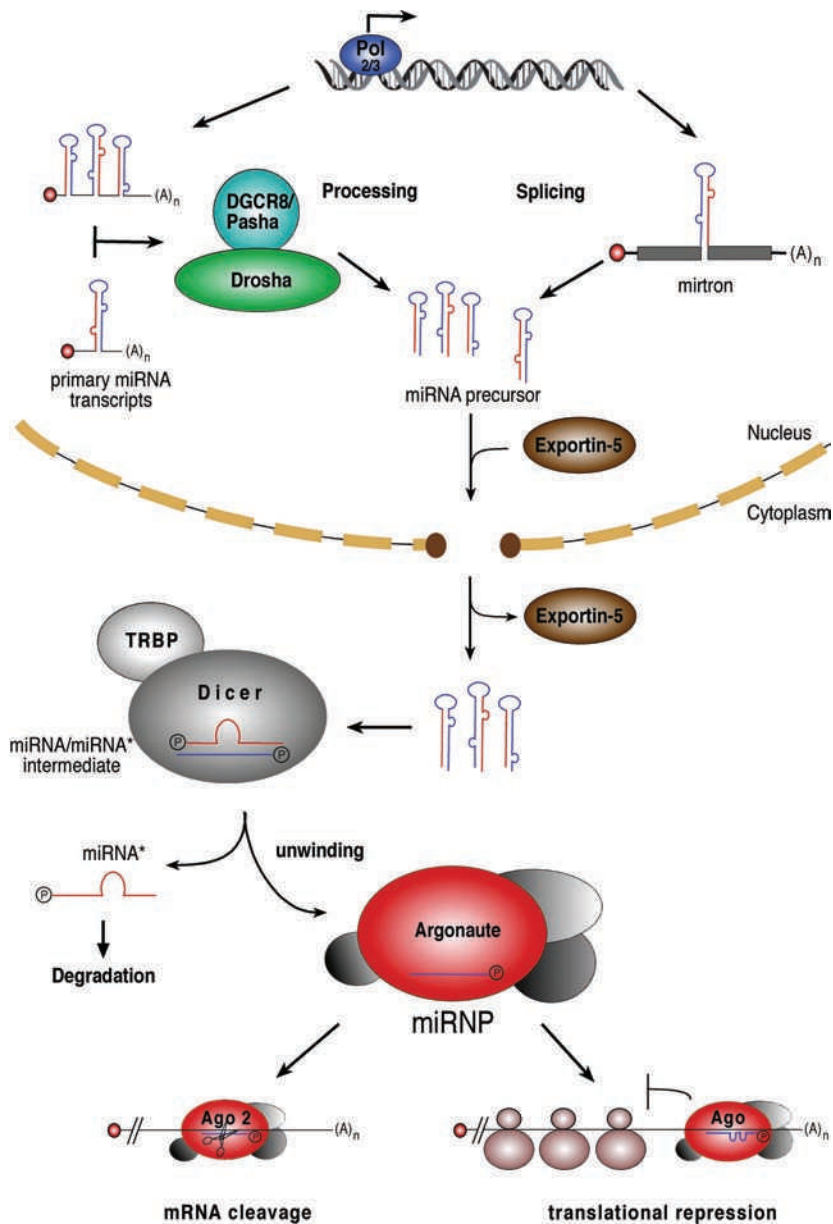 Pol
2/3
(A)n
DGCR8/
Pasha
Drosha
Processing
Splicing
(A)n
mirtron
(A)n
primary miRNA
transcripts
miRNA precursor
Exportin-5
Nucleus
Cytoplasm
Exportin-5
TRBP
Dicer
P
P
miRNA/miRNA*
intermediate
miRNA*
P
unwinding
Degradation
Argonaute
P
miRNP
Ago 2
P
(A)n
Ago
P
(A)n
mRNA cleavage
translational repression